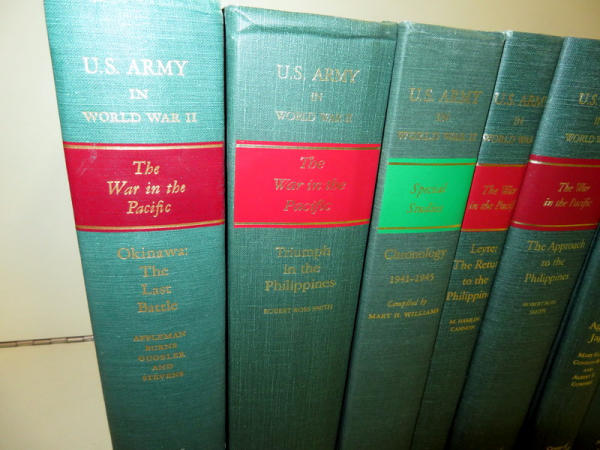 U.S. ARMY
IN
WORLD WAR II
The
War in the
Pacific
Okinawa:
The
Last
Battle
APPLEMAN
BURNS
GUGELER
AND
STEVENS
U.S. ARMY
IN
WORLD WAR II
The
War in the
Pacific
Triumph
in the
Philippines
ROBERT ROSS SMITH
U.S. ARMY
IN
WORLD WAR II
Special
Studies
Chronology
1941-1945
Compiled by
MARY H. WILLIAMS
U.S. ARMY
IN
WORLD WAR
The War
in the Pacific
Leyte:
The Return
to the
Philippines
M. HAMLIN
CANNON
U.S.
IN
WORLD
The War
in the Pacific
The Approach
to the
Philippines
ROBERT ROSS
SMITH
AND